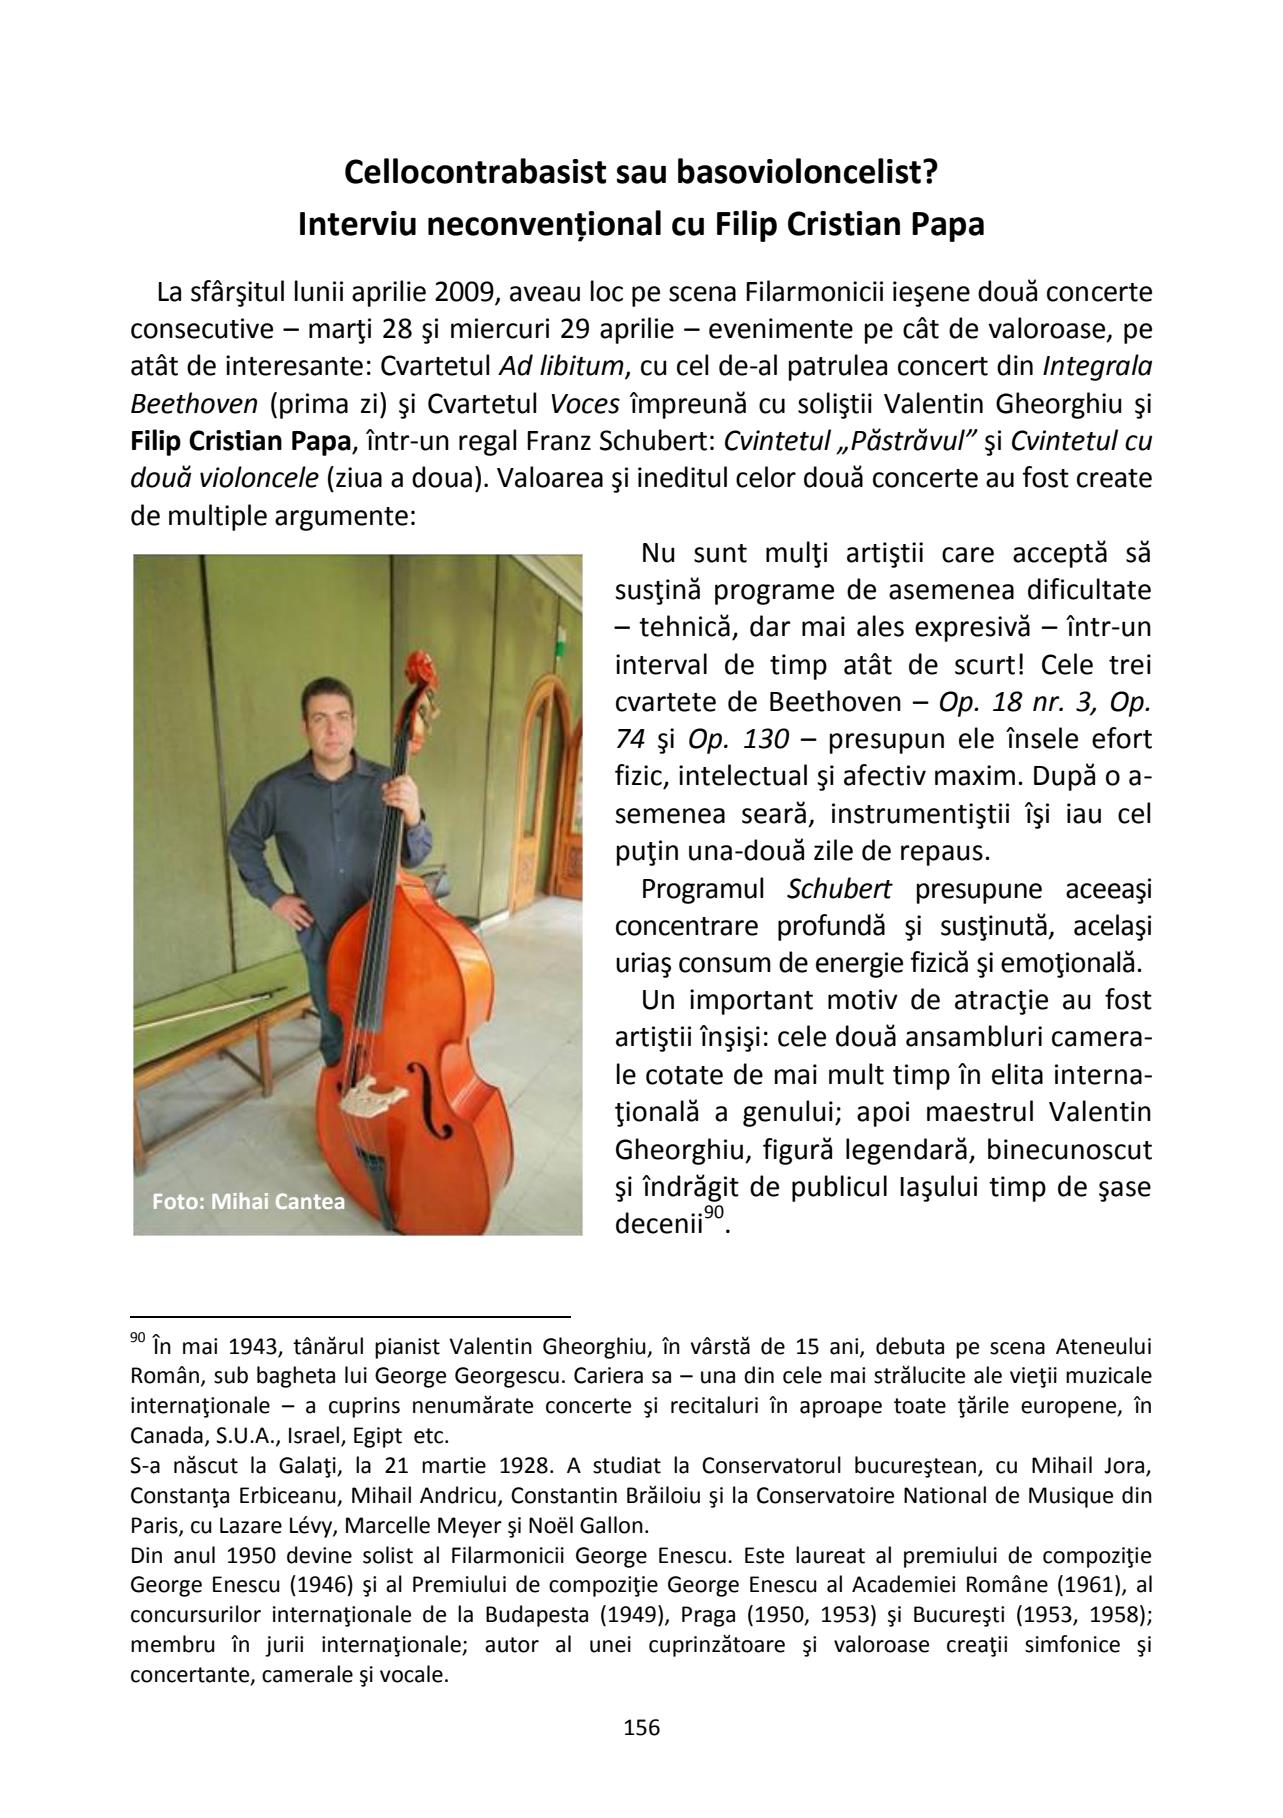 Cellocontrabasist sau basovioloncelist?
Interviu neconvențional cu Filip Cristian Papa
La sfârşitul lunii aprilie 2009, aveau loc pe scena Filarmonicii ieşene două concerte
consecutive – marţi 28 şi miercuri 29 aprilie – evenimente pe cât de valoroase, pe
atât de interesante: Cvartetul Ad libitum, cu cel de-al patrulea concert din Integrala
Beethoven (prima zi) şi Cvartetul Voces împreună cu soliştii Valentin Gheorghiu şi
Filip Cristian Papa, într-un regal Franz Schubert: Cvintetul „Păstrăvul” şi Cvintetul cu
două violoncele (ziua a doua). Valoarea şi ineditul celor două concerte au fost create
de multiple argumente:
Nu sunt mulţi artiştii care acceptă să
susţină programe de asemenea dificultate
– tehnică, dar mai ales expresivă – într-un
interval de timp atât de scurt! Cele trei
cvartete de Beethoven – Op. 18 nr. 3, Op.
74 şi Op. 130 – presupun ele însele efort
fizic, intelectual şi afectiv maxim. După o a-
semenea seară, instrumentiştii îşi iau cel
puţin una-două zile de repaus.
Programul Schubert presupune aceeaşi
concentrare profundă şi susţinută, acelaşi
uriaş consum de energie fizică şi emoţională.
Un important motiv de atracţie au fost
artiştii înşişi: cele două ansambluri camera-
le cotate de mai mult timp în elita interna-
ţională a genului; apoi maestrul Valentin
Gheorghiu, figură legendară, binecunoscut
şi îndrăgit de publicul Iaşului timp de şase
decenii90.
Foto: Mihai Cantea
90 În mai 1943, tânărul pianist Valentin Gheorghiu, în vârstă de 15 ani, debuta pe scena Ateneului
Român, sub bagheta lui George Georgescu. Cariera sa – una din cele mai strălucite ale vieţii muzicale
internaţionale – a cuprins nenumărate concerte şi recitaluri în aproape toate ţările europene, în
Canada, S.U.A., Israel, Egipt etc.
S-a născut la Galaţi, la 21 martie 1928. A studiat la Conservatorul bucureştean, cu Mihail Jora,
Constanţa Erbiceanu, Mihail Andricu, Constantin Brăiloiu şi la Conservatoire National de Musique din
Paris, cu Lazare Lévy, Marcelle Meyer şi Noël Gallon.
Din anul 1950 devine solist al Filarmonicii George Enescu. Este laureat al premiului de compoziţie
George Enescu (1946) şi al Premiului de compoziţie George Enescu al Academiei Române (1961), al
concursurilor internaţionale de la Budapesta (1949), Praga (1950, 1953) şi Bucureşti (1953, 1958);
membru în jurii internaţionale; autor al unei cuprinzătoare şi valoroase creaţii simfonice şi
concertante, camerale şi vocale.
156